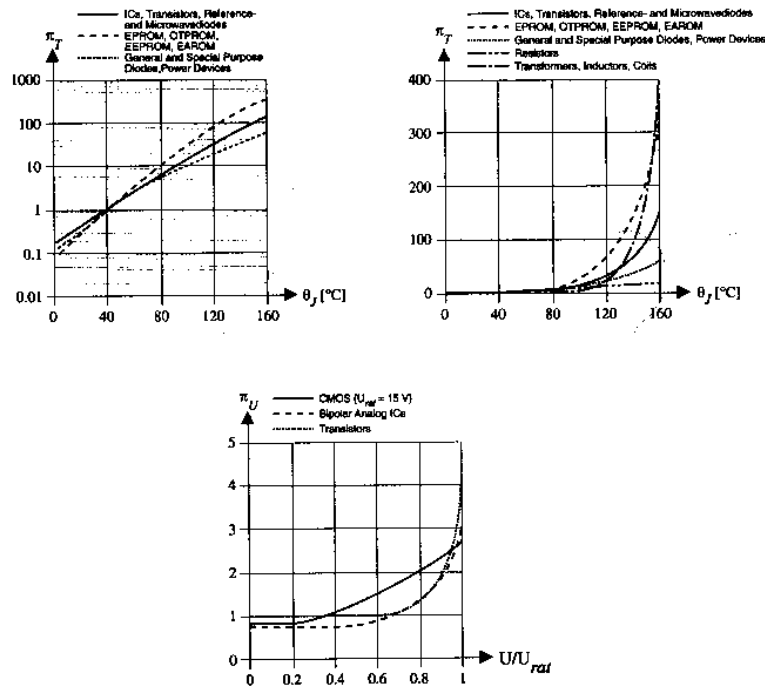 ICs, Transistors, Reference-
and Microwavediodes
EPROM, OTPROM,
EEPROM, EAROM
General and Special Purpose
Diodes,Power Devices
π_T
1000
100
10
1
0.1
0.01
0
40
80
120
160
θ_J [°C]
ICs, Transistors, Reference- and Microwavediodes
EPROM, OTPROM, EEPROM, EAROM
General and Special Purpose Diodes, Power Devices
Resistors
Transformers, Inductors, Coils
π_T
400
300
200
100
0
0
40
80
120
160
θ_J [°C]
π_U
CMOS (U_rat = 15 V)
Bipolar Analog ICs
Transistors
5
4
3
2
1
0
0
0.2
0.4
0.6
0.8
1
U/U_rat